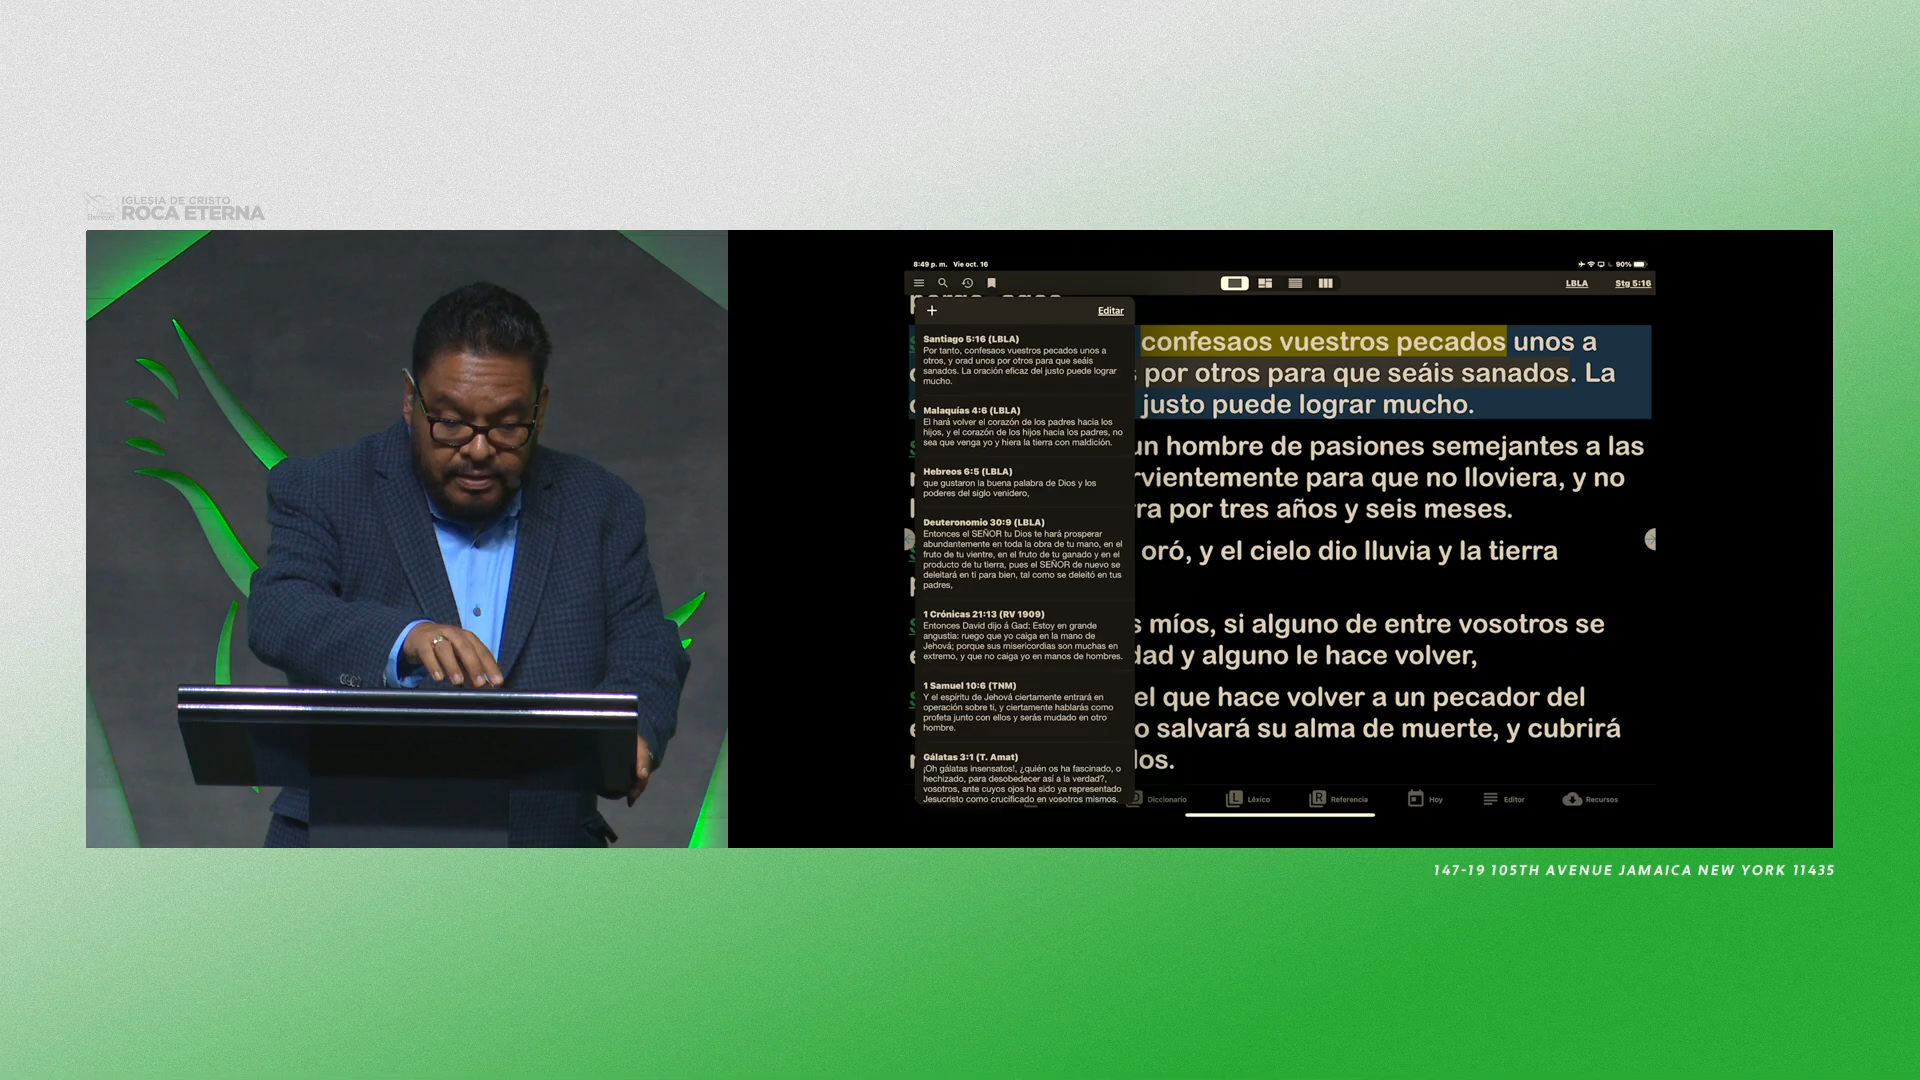 IGLESIA DE CRISTO
ROCA ETERNA
8:49 p. m. Vie oct. 16
90%
LBLA
Stg 5:16
+
Editar
Santiago 5:16 (LBLA)
Por tanto, confesaos vuestros pecados unos a
otros, y orad unos por otros para que seáis
sanados. La oración eficaz del justo puede lograr
mucho.
Malaquías 4:6 (LBLA)
El hará volver el corazón de los padres hacia los
hijos, y el corazón de los hijos hacia los padres, no
sea que venga yo y hiera la tierra con maldición.
Hebreos 6:5 (LBLA)
que gustaron la buena palabra de Dios y los
poderes del siglo venidero,
Deuteronomio 30:9 (LBLA)
Entonces el SEÑOR tu Dios te hará prosperar
abundantemente en toda la obra de tu mano, en el
fruto de tu vientre, en el fruto de tu ganado y en el
producto de tu tierra, pues el SEÑOR de nuevo se
deleitará en ti para bien, tal como se deleitó en tus
padres,
1 Crónicas 21:13 (RV 1909)
Entonces David dijo á Gad: Estoy en grande
angustia: ruego que yo caiga en la mano de
Jehová; porque sus misericordias son muchas en
extremo, y que no caiga yo en manos de hombres.
1 Samuel 10:6 (TNM)
Y el espíritu de Jehová ciertamente entrará en
operación sobre ti, y ciertamente hablarás como
profeta junto con ellos y serás mudado en otro
hombre.
Gálatas 3:1 (T. Amat)
¡Oh gálatas insensatos!, ¿quién os ha fascinado, o
hechizado, para desobedecer así a la verdad?,
vosotros, ante cuyos ojos ha sido ya representado
Jesucristo como crucificado en vosotros mismos.
confesaos vuestros pecados unos a
por otros para que seáis sanados. La
justo puede lograr mucho.
un hombre de pasiones semejantes a las
rvientemente para que no lloviera, y no
rra por tres años y seis meses.
oró, y el cielo dio lluvia y la tierra
s míos, si alguno de entre vosotros se
dad y alguno le hace volver,
el que hace volver a un pecador del
o salvará su alma de muerte, y cubrirá
dos.
Diccionario
Léxico
Referencia
Hoy
Editor
Recursos
147-19 105TH AVENUE JAMAICA NEW YORK 11435